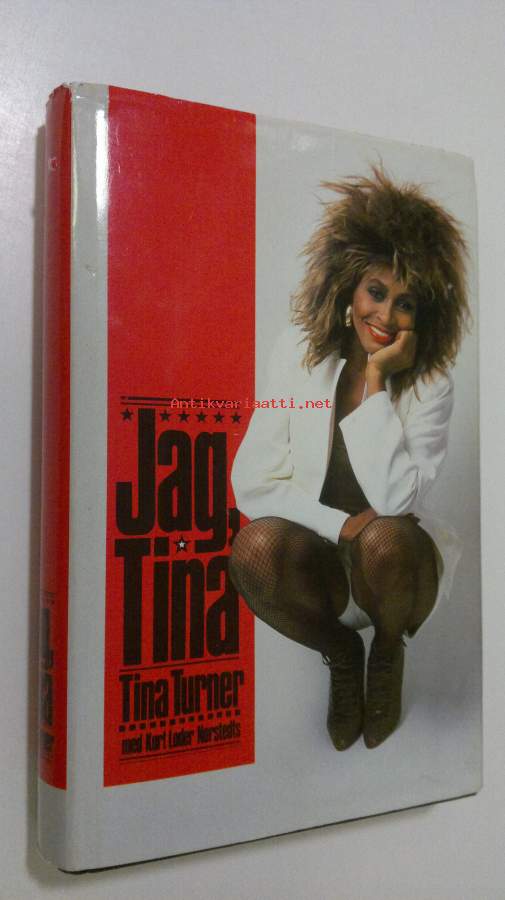 Antikvariaatti.net
Jag,
Tina
Tina Turner
med Kurt Loder Norstedts